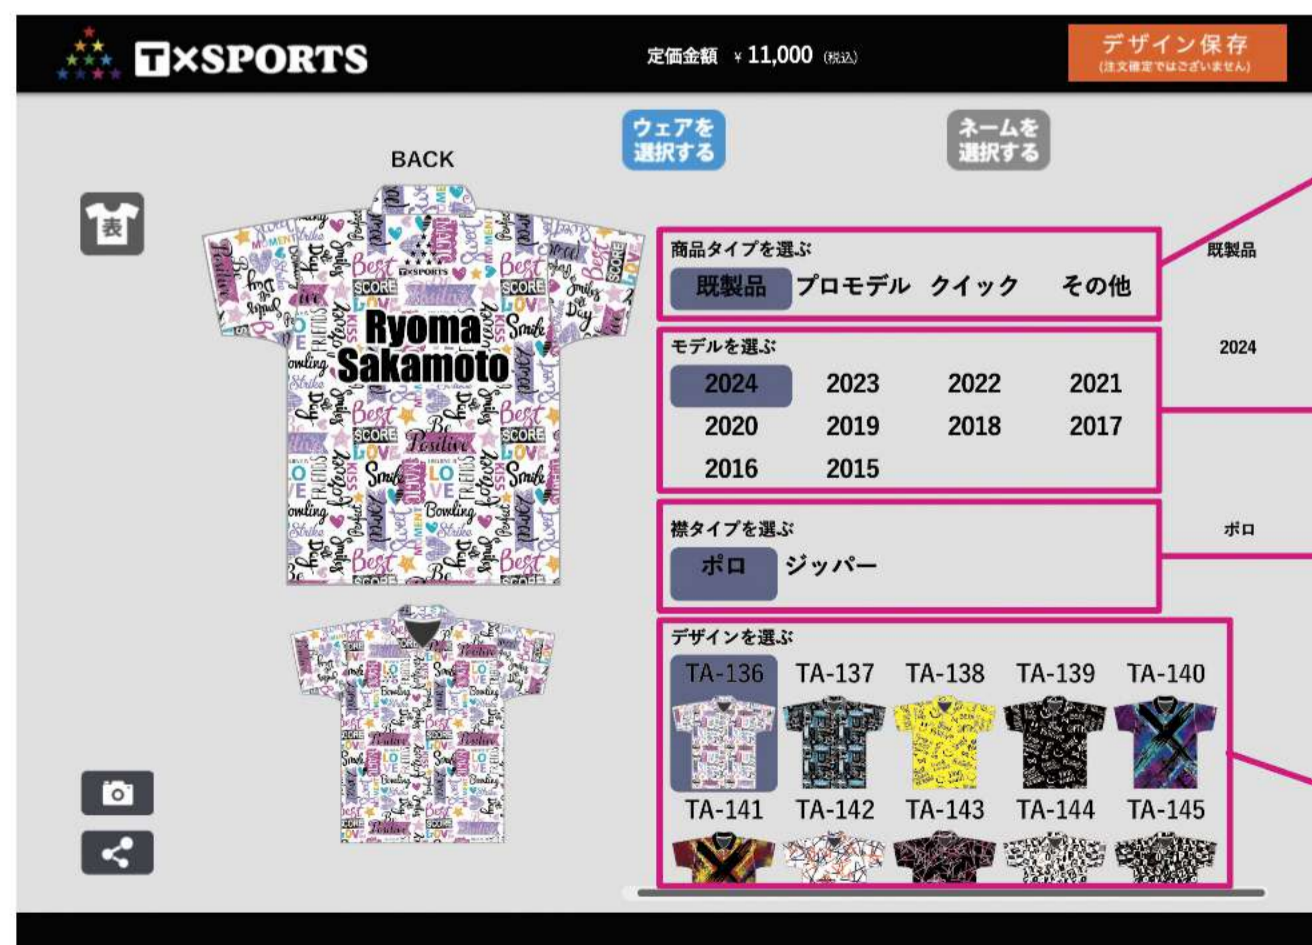 T×SPORTS
定価金額 ¥ 11,000 (税込)
デザイン保存
(注文確定ではございません)
ウェアを
選択する
ネームを
選択する
BACK
表
T×SPORTS
Ryoma
Sakamoto
商品タイプを選ぶ
既製品
既製品 プロモデル クイック その他
モデルを選ぶ
2024
2024 2023 2022 2021
2020 2019 2018 2017
2016 2015
襟タイプを選ぶ
ポロ
ポロ ジッパー
デザインを選ぶ
TA-136 TA-137 TA-138 TA-139 TA-140
TA-141 TA-142 TA-143 TA-144 TA-145